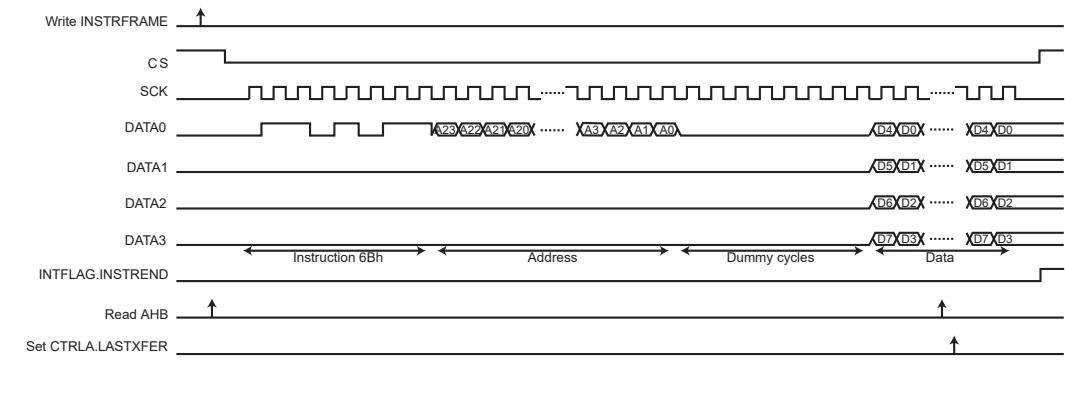 Write INSTRFRAME
CS
SCK
DATA0 A23 A22 A21 A20 ...... A3 A2 A1 A0 D4 D0 ...... D4 D0
DATA1 D5 D1 ...... D5 D1
DATA2 D6 D2 ...... D6 D2
DATA3 D7 D3 ...... D7 D3
Instruction 6Bh Address Dummy cycles Data
INTFLAG.INSTREND
Read AHB
Set CTRLA.LASTXFER